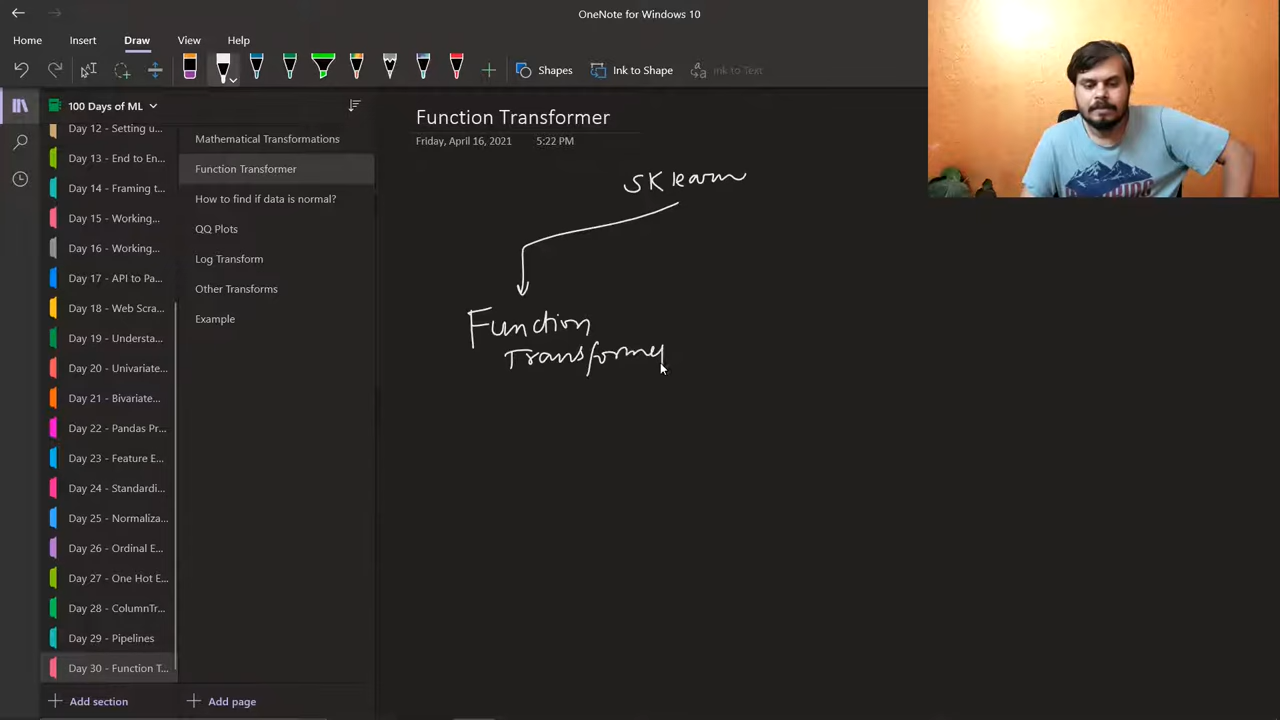 OneNote for Windows 10
Home
Insert
Draw
View
Help
Shapes
Ink to Shape
Ink to Text
100 Days of ML
Day 12 - Setting u...
Day 13 - End to En...
Day 14 - Framing t...
Day 15 - Working...
Day 16 - Working...
Day 17 - API to Pa...
Day 18 - Web Scra...
Day 19 - Understa...
Day 20 - Univariate...
Day 21 - Bivariate...
Day 22 - Pandas Pr...
Day 23 - Feature E...
Day 24 - Standardi...
Day 25 - Normaliza...
Day 26 - Ordinal E...
Day 27 - One Hot E...
Day 28 - ColumnTr...
Day 29 - Pipelines
Day 30 - Function T...
Add section
Mathematical Transformations
Function Transformer
How to find if data is normal?
QQ Plots
Log Transform
Other Transforms
Example
Add page
Function Transformer
Friday, April 16, 2021 5:22 PM
SK learn
Function
Transformer